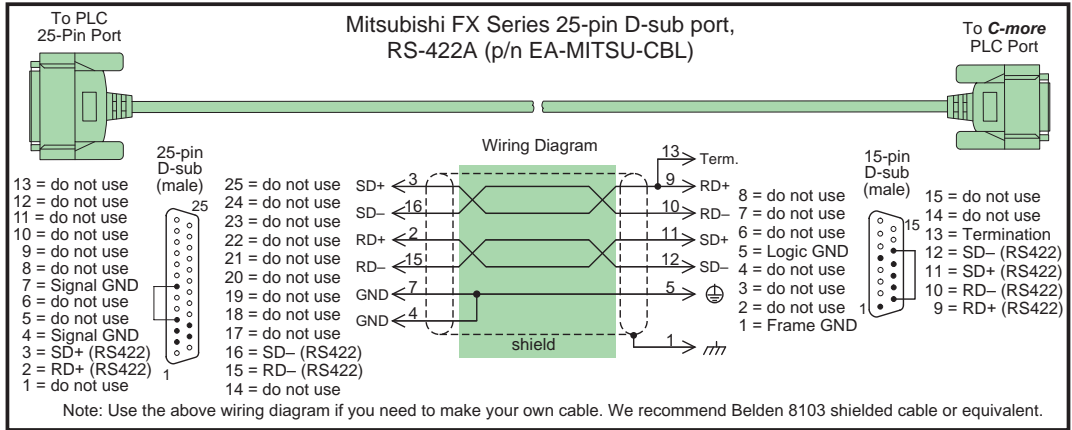 To PLC
25-Pin Port
Mitsubishi FX Series 25-pin D-sub port,
RS-422A (p/n EA-MITSU-CBL)
To C-more
PLC Port
Wiring Diagram
25-pin
D-sub
(male)
13 = do not use
12 = do not use
11 = do not use
10 = do not use
9 = do not use
8 = do not use
7 = Signal GND
6 = do not use
5 = do not use
4 = Signal GND
3 = SD+ (RS422)
2 = RD+ (RS422)
1 = do not use
25
1
25 = do not use
24 = do not use
23 = do not use
22 = do not use
21 = do not use
20 = do not use
19 = do not use
18 = do not use
17 = do not use
16 = SD– (RS422)
15 = RD– (RS422)
14 = do not use
13 Term.
SD+ 3 9 RD+
SD– 16 10 RD–
RD+ 2 11 SD+
RD– 15 12 SD–
GND 7 5
GND 4
shield
1
8 = do not use
7 = do not use
6 = do not use
5 = Logic GND
4 = do not use
3 = do not use
2 = do not use
1 = Frame GND
15-pin
D-sub
(male)
15
1
15 = do not use
14 = do not use
13 = Termination
12 = SD– (RS422)
11 = SD+ (RS422)
10 = RD– (RS422)
9 = RD+ (RS422)
Note: Use the above wiring diagram if you need to make your own cable. We recommend Belden 8103 shielded cable or equivalent.